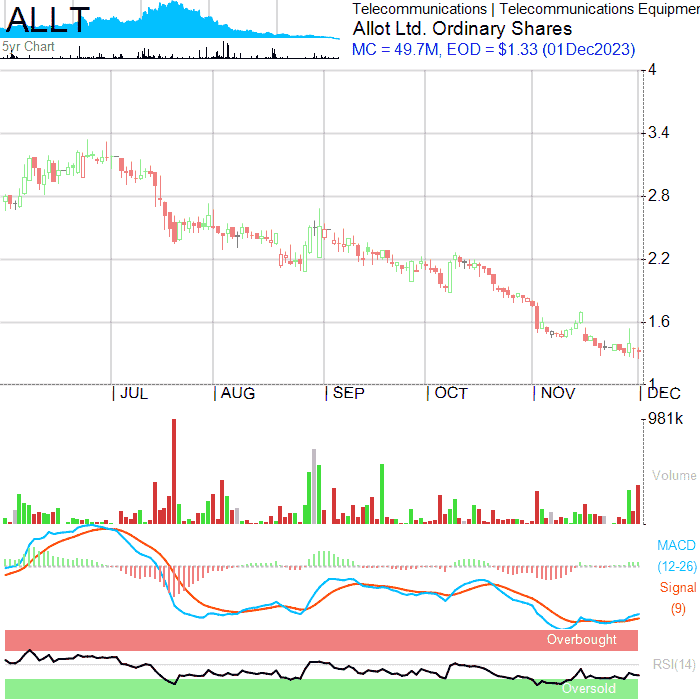 ALLT
5yr Chart
Telecommunications | Telecommunications Equipmen
Allot Ltd. Ordinary Shares
MC = 49.7M, EOD = $1.33 (01Dec2023)
4
3.4
2.8
2.2
1.6
1
JUL AUG SEP OCT NOV DEC
981k
Volume
MACD
(12-26)
Signal
(9)
Overbought
RSI(14)
Oversold